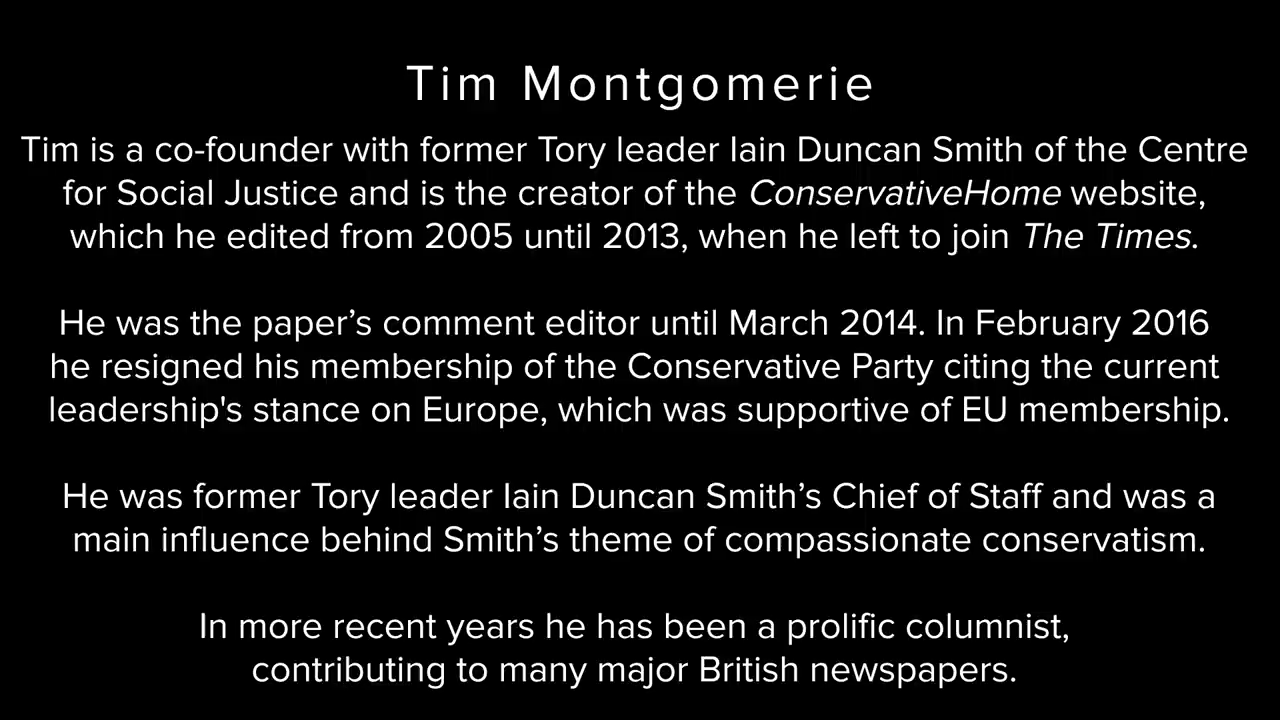 Tim Montgomerie
Tim is a co-founder with former Tory leader Iain Duncan Smith of the Centre
for Social Justice and is the creator of the ConservativeHome website,
which he edited from 2005 until 2013, when he left to join The Times.
He was the paper’s comment editor until March 2014. In February 2016
he resigned his membership of the Conservative Party citing the current
leadership's stance on Europe, which was supportive of EU membership.
He was former Tory leader Iain Duncan Smith’s Chief of Staff and was a
main influence behind Smith’s theme of compassionate conservatism.
In more recent years he has been a prolific columnist,
contributing to many major British newspapers.